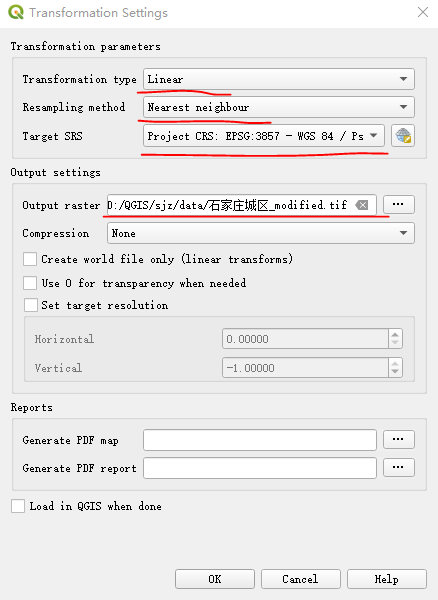 Transformation Settings
Transformation parameters
Transformation type Linear
Resampling method Nearest neighbour
Target SRS Project CRS: EPSG:3857 - WGS 84 / Ps
Output settings
Output raster D:/QGIS/sjz/data/石家庄城区_modified.tif ...
Compression None
Create world file only (linear transforms)
Use 0 for transparency when needed
Set target resolution
Horizontal 0.00000
Vertical -1.00000
Reports
Generate PDF map ...
Generate PDF report ...
Load in QGIS when done
OK Cancel Help